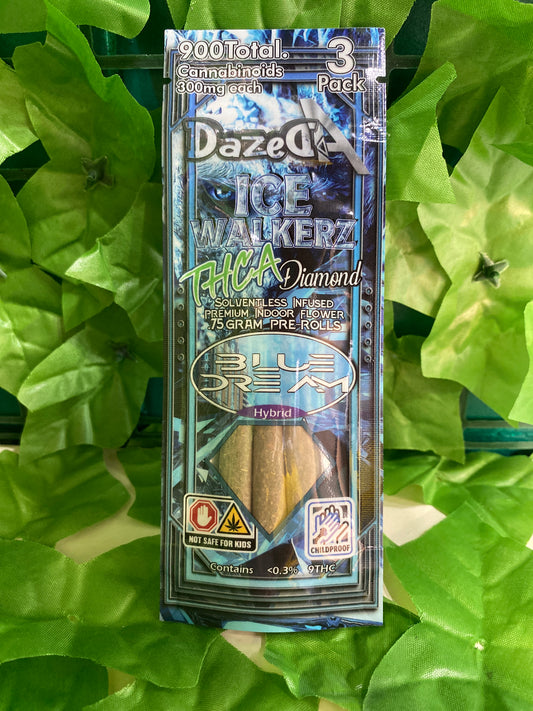 900Total.
Cannabinoids
300mg each
3
Pack
DazeD
ICE
WALKERZ
THCA Diamond
SOLVENTLESS INFUSED
PREMIUM INDOOR FLOWER
.75 GRAM PRE-ROLLS
BLUE
DREAM
Hybrid
NOT SAFE FOR KIDS
CHILDPROOF
Contains <0.3% 9THC